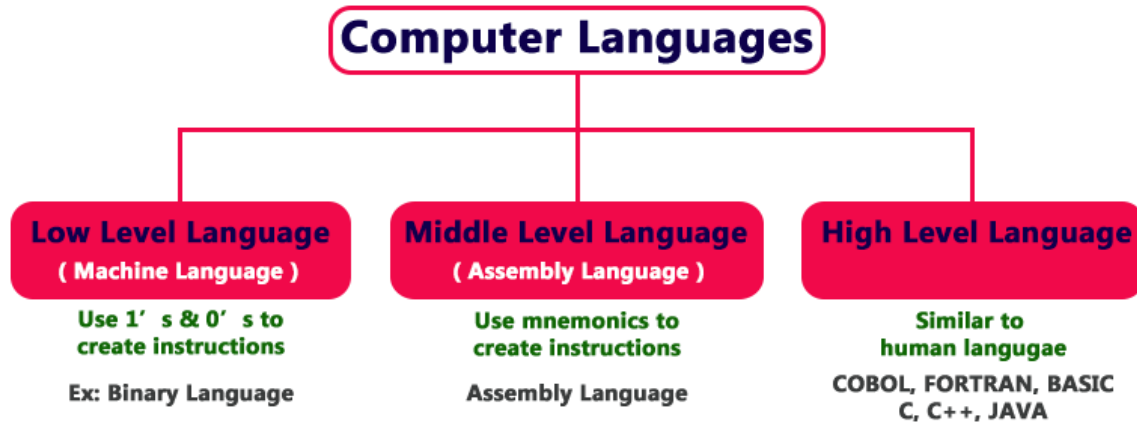 Computer Languages
Low Level Language
( Machine Language )
Use 1′ s & 0′ s to
create instructions
Ex: Binary Language
Middle Level Language
( Assembly Language )
Use mnemonics to
create instructions
Assembly Language
High Level Language
Similar to
human langugae
COBOL, FORTRAN, BASIC
C, C++, JAVA